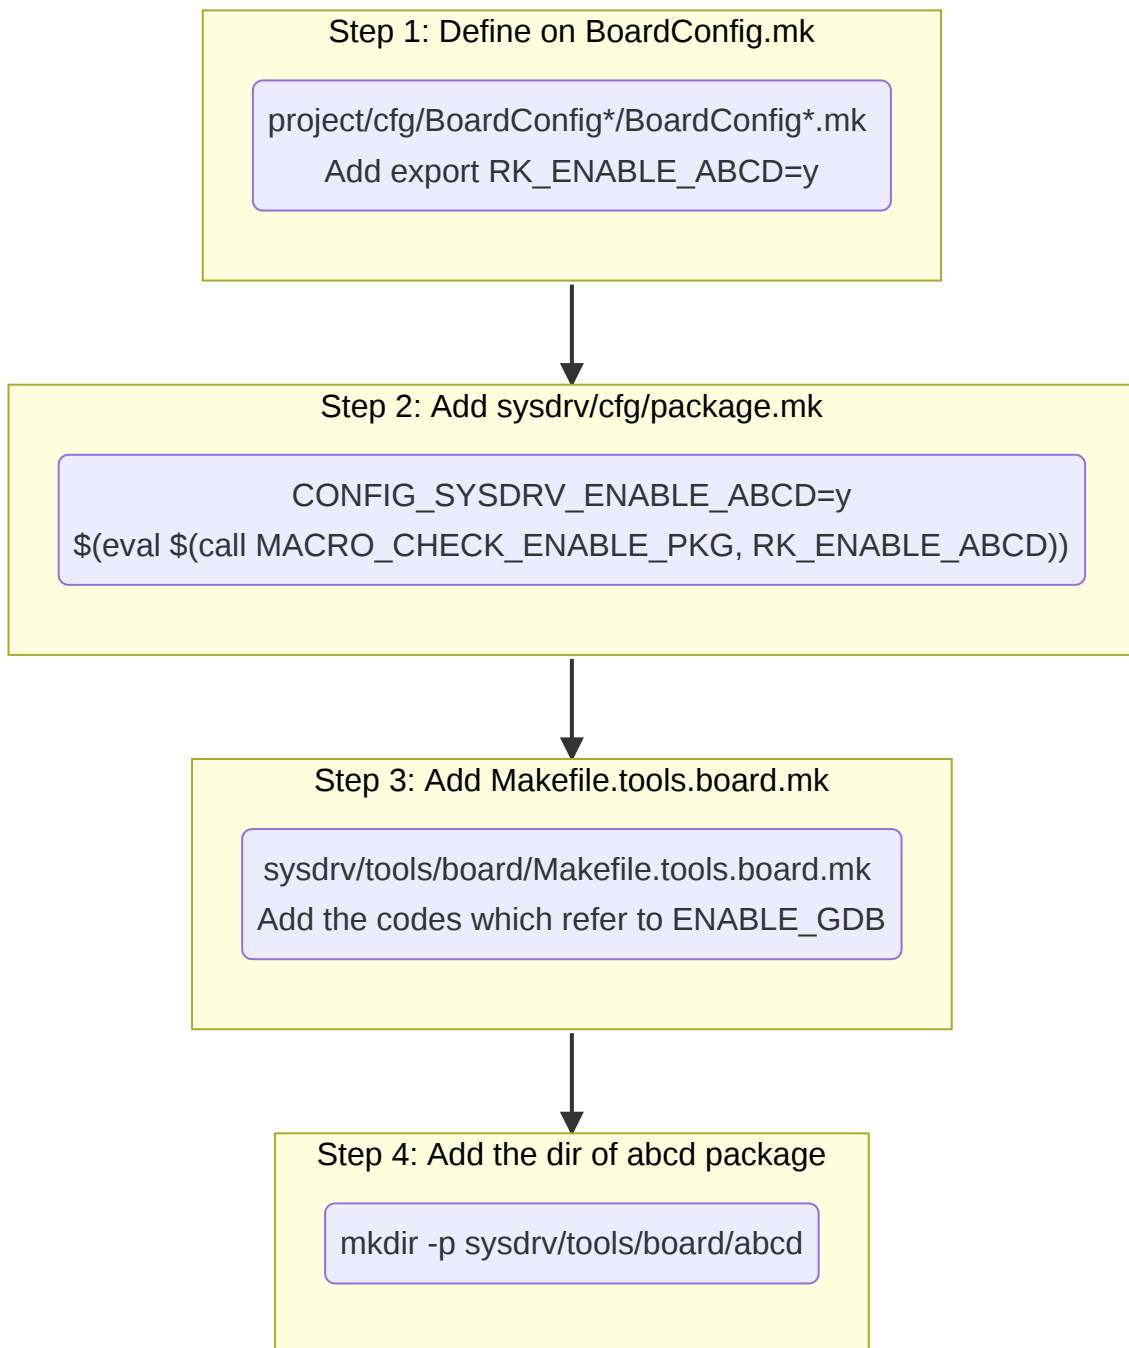 Step 1: Define on BoardConfig.mk
project/cfg/BoardConfig*/BoardConfig*.mk
Add export RK_ENABLE_ABCD=y
Step 2: Add sysdrv/cfg/package.mk
CONFIG_SYSDRV_ENABLE_ABCD=y
$(eval $(call MACRO_CHECK_ENABLE_PKG, RK_ENABLE_ABCD))
Step 3: Add Makefile.tools.board.mk
sysdrv/tools/board/Makefile.tools.board.mk
Add the codes which refer to ENABLE_GDB
Step 4: Add the dir of abcd package
mkdir -p sysdrv/tools/board/abcd